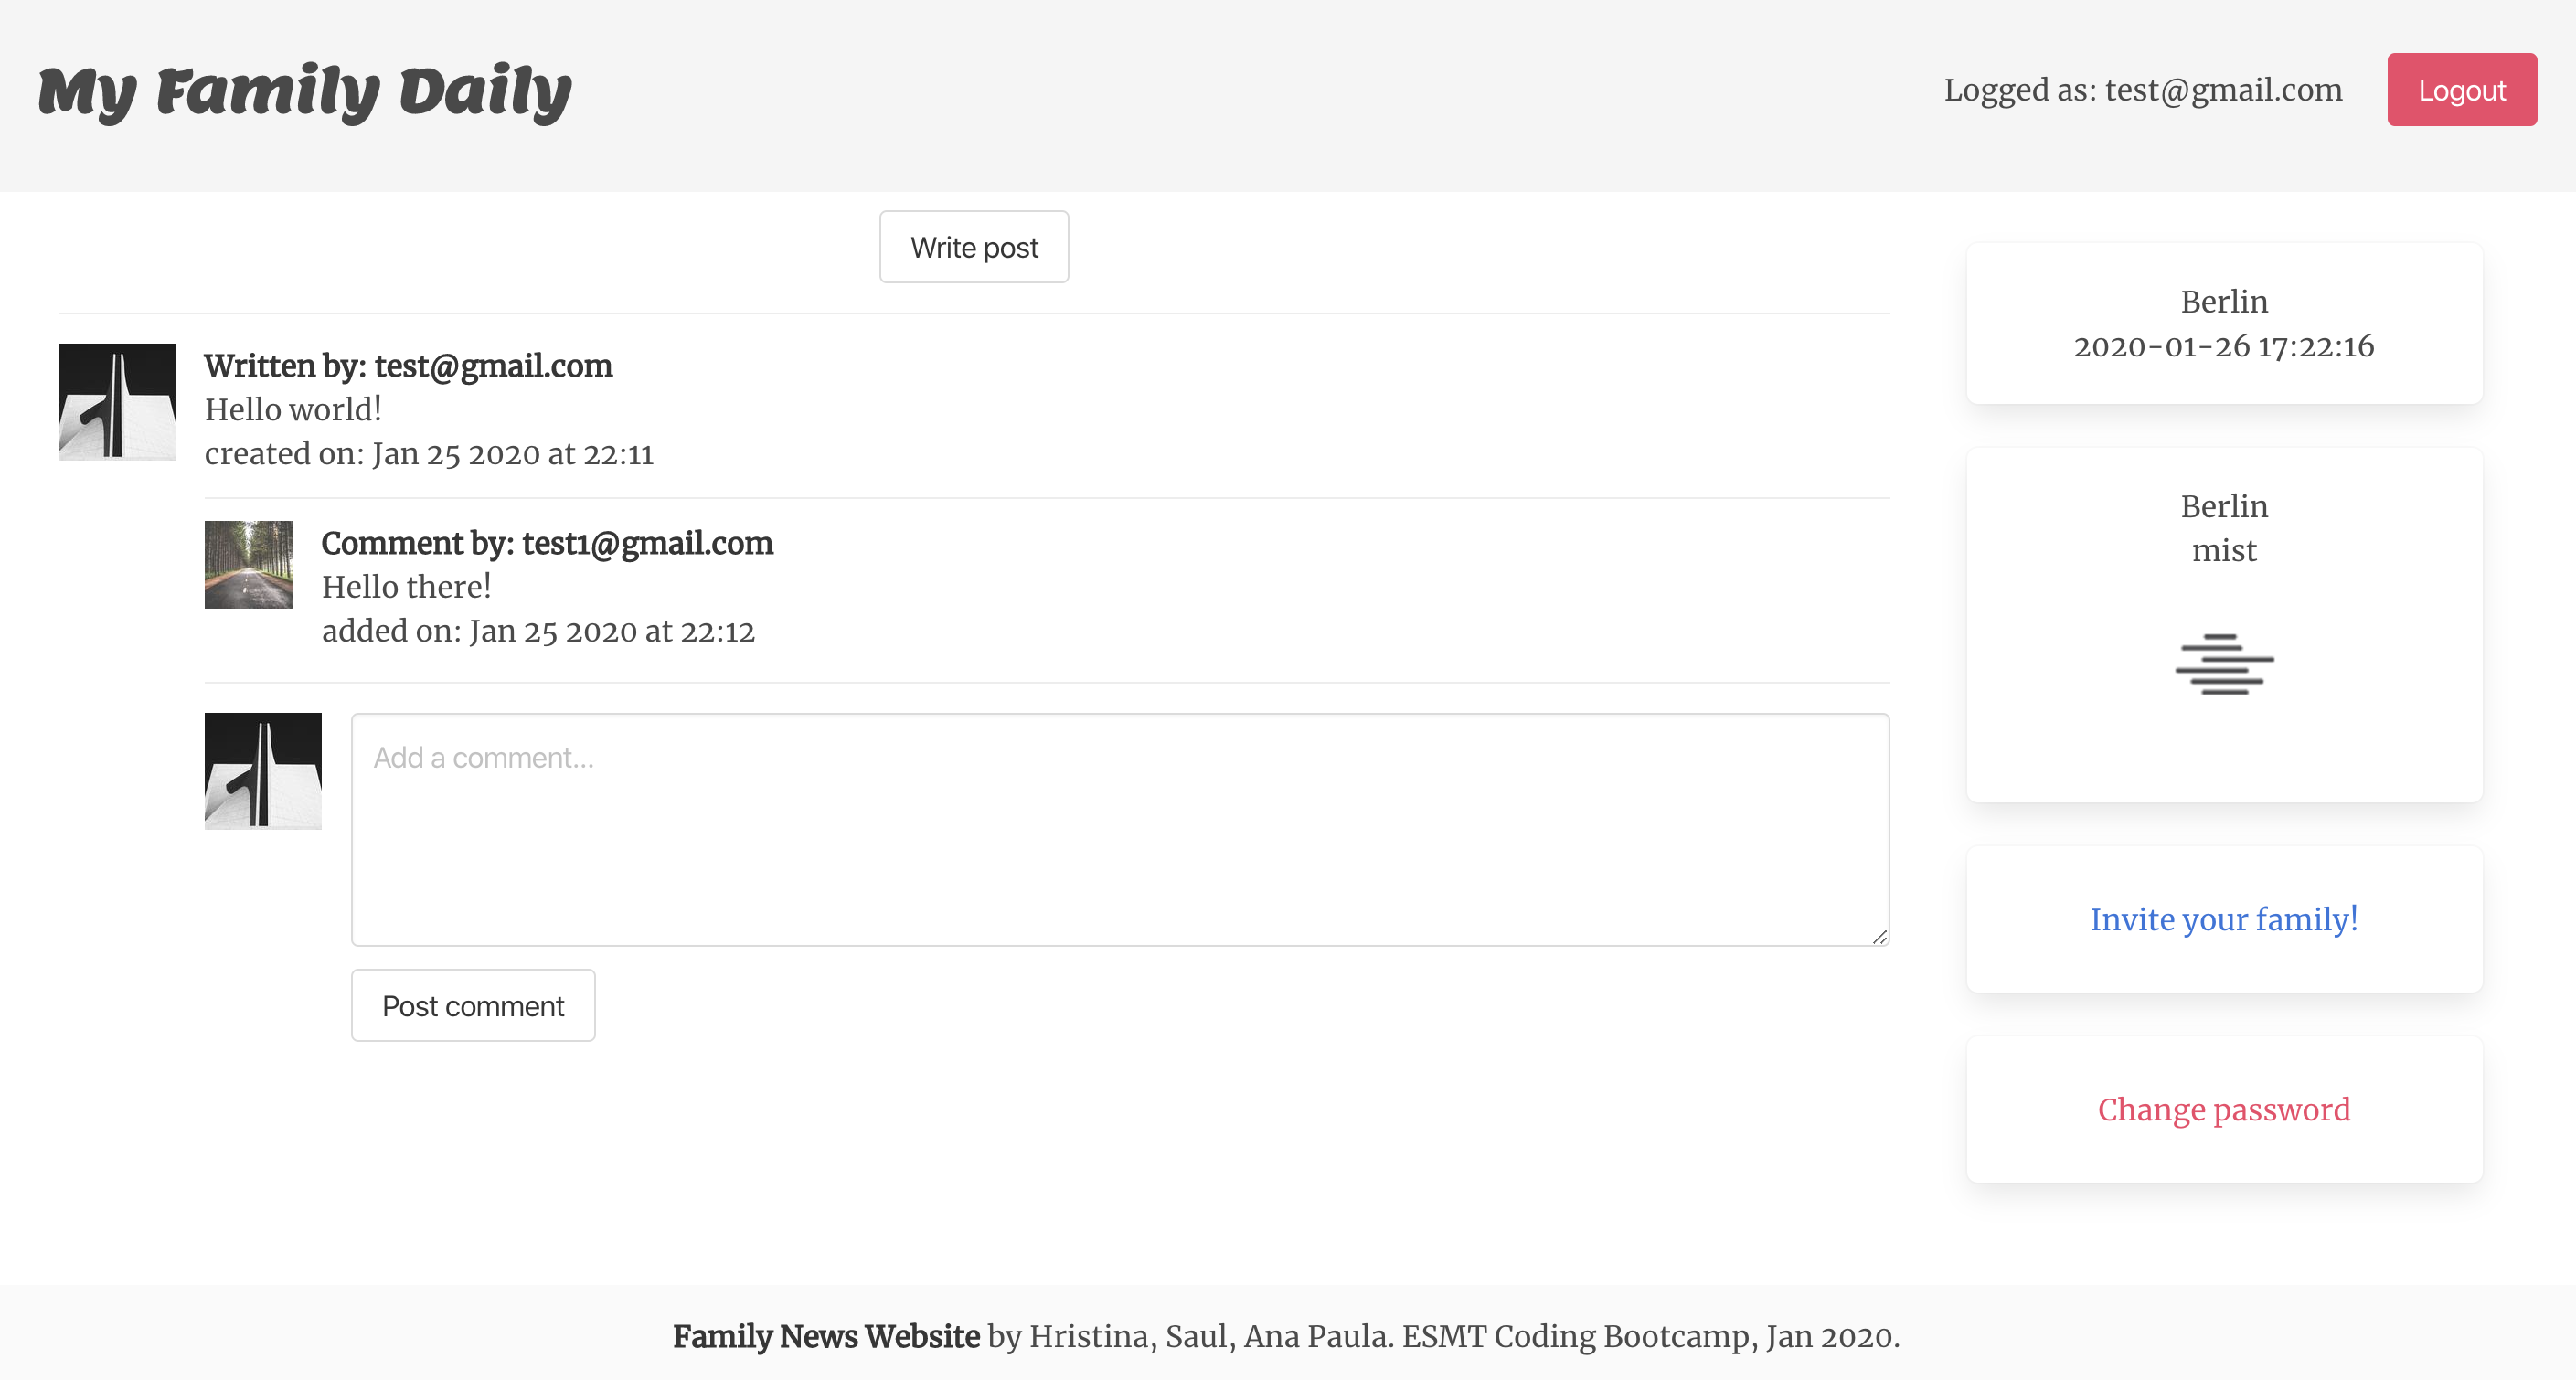 My Family Daily
Logged as: test@gmail.com
Logout
Write post
Written by: test@gmail.com
Hello world!
created on: Jan 25 2020 at 22:11
Comment by: test1@gmail.com
Hello there!
added on: Jan 25 2020 at 22:12
Add a comment...
Post comment
Berlin
2020-01-26 17:22:16
Berlin
mist
Invite your family!
Change password
Family News Website by Hristina, Saul, Ana Paula. ESMT Coding Bootcamp, Jan 2020.